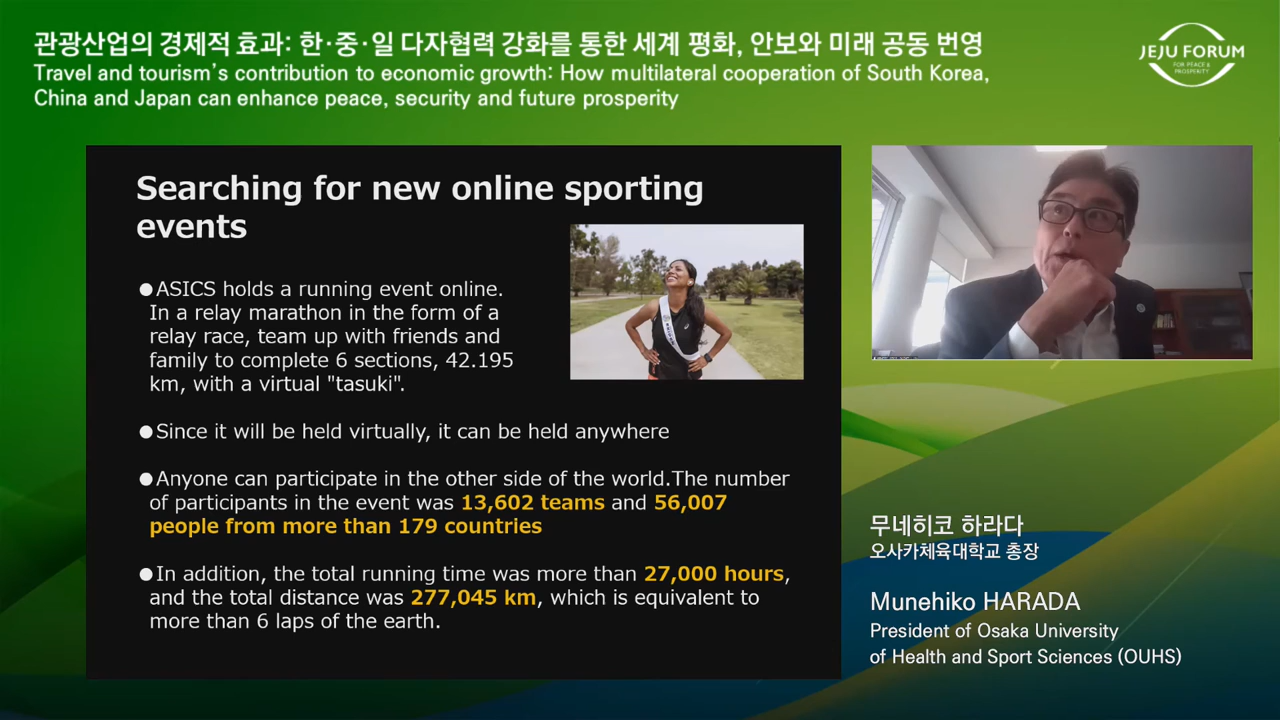 관광산업의 경제적 효과: 한·중·일 다자협력 강화를 통한 세계 평화, 안보와 미래 공동 번영
Travel and tourism's contribution to economic growth: How multilateral cooperation of South Korea,
China and Japan can enhance peace, security and future prosperity
JEJU FORUM
FOR PEACE &
PROSPERITY
Searching for new online sporting
events
●ASICS holds a running event online.
In a relay marathon in the form of a
relay race, team up with friends and
family to complete 6 sections, 42.195
km, with a virtual "tasuki".
●Since it will be held virtually, it can be held anywhere
●Anyone can participate in the other side of the world.The number
of participants in the event was 13,602 teams and 56,007
people from more than 179 countries
●In addition, the total running time was more than 27,000 hours,
and the total distance was 277,045 km, which is equivalent to
more than 6 laps of the earth.
무네히코 하라다
오사카체육대학교 총장
Munehiko HARADA
President of Osaka University
of Health and Sport Sciences (OUHS)